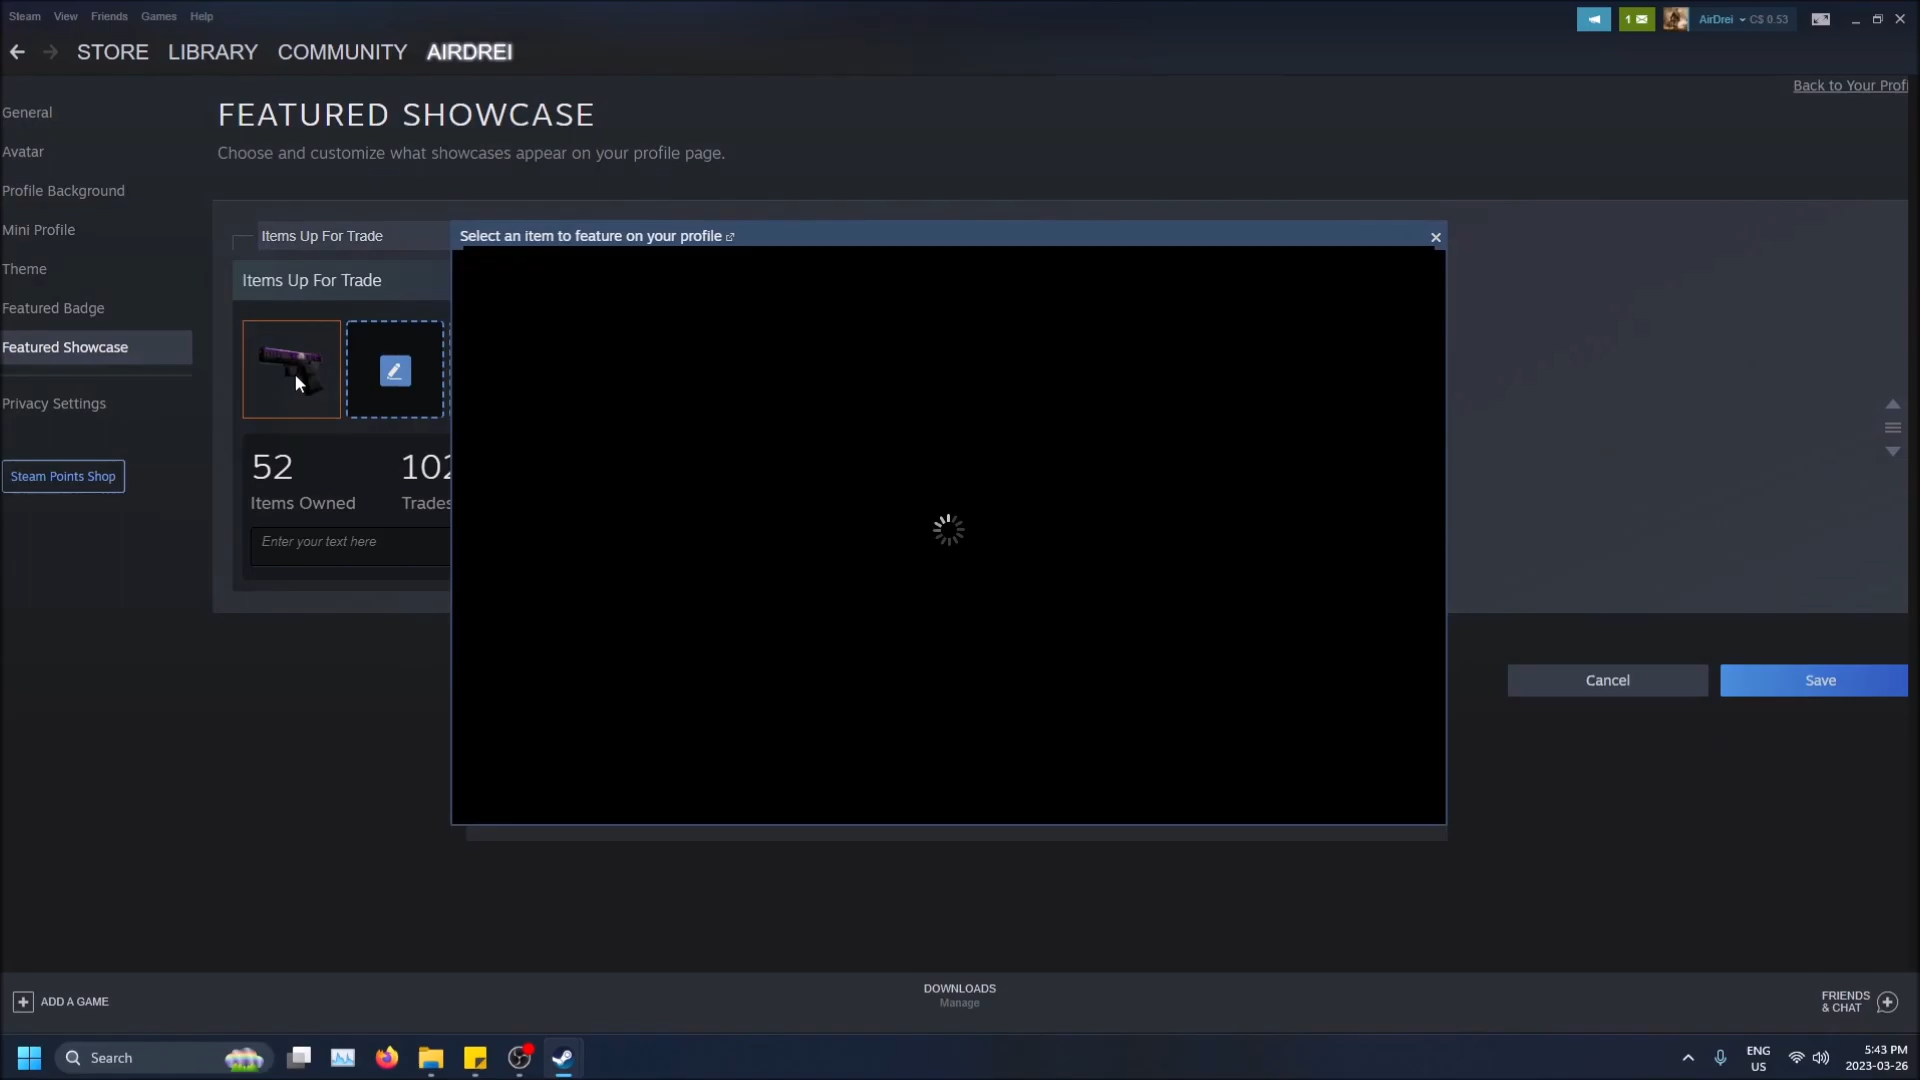 Steam View Friends Games Help
1 AirDrei C$ 0.53
STORE LIBRARY COMMUNITY AIRDREI
Back to Your Profi
General
Avatar
Profile Background
Mini Profile
Theme
Featured Badge
Featured Showcase
Privacy Settings
Steam Points Shop
FEATURED SHOWCASE
Choose and customize what showcases appear on your profile page.
Items Up For Trade
Select an item to feature on your profile
Items Up For Trade
52 102
Items Owned Trades
Enter your text here
Cancel Save
ADD A GAME
DOWNLOADS
Manage
FRIENDS
& CHAT
Search
ENG
US
5:43 PM
2023-03-26